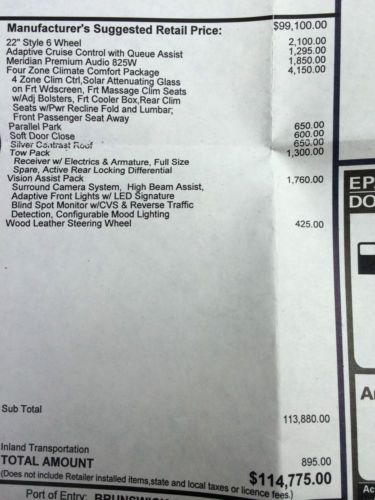 Manufacturer's Suggested Retail Price: $99,100.00
22" Style 6 Wheel 2,100.00
Adaptive Cruise Control with Queue Assist 1,295.00
Meridian Premium Audio 825W 1,850.00
Four Zone Climate Comfort Package 4,150.00
4 Zone Clim Ctrl,Solar Attenuating Glass
on Frt Wdscreen, Frt Massage Clim Seats
w/Adj Bolsters, Frt Cooler Box,Rear Clim
Seats w/Pwr Recline Fold and Lumbar;
Front Passenger Seat Away
Parallel Park 650.00
Soft Door Close 600.00
Silver Contrast Roof 650.00
Tow Pack 1,300.00
Receiver w/ Electrics & Armature, Full Size
Spare, Active Rear Locking Differential
Vision Assist Pack 1,760.00
Surround Camera System, High Beam Assist,
Adaptive Front Lights w/ LED Signature
Blind Spot Monitor w/CVS & Reverse Traffic
Detection, Configurable Mood Lighting
Wood Leather Steering Wheel 425.00
Sub Total 113,880.00
Inland Transportation 895.00
TOTAL AMOUNT $114,775.00
(Does not include Retailer installed items,state and local taxes or licence fees.)
Port of Entry: BRUNSWICK
EP
DO
Ac